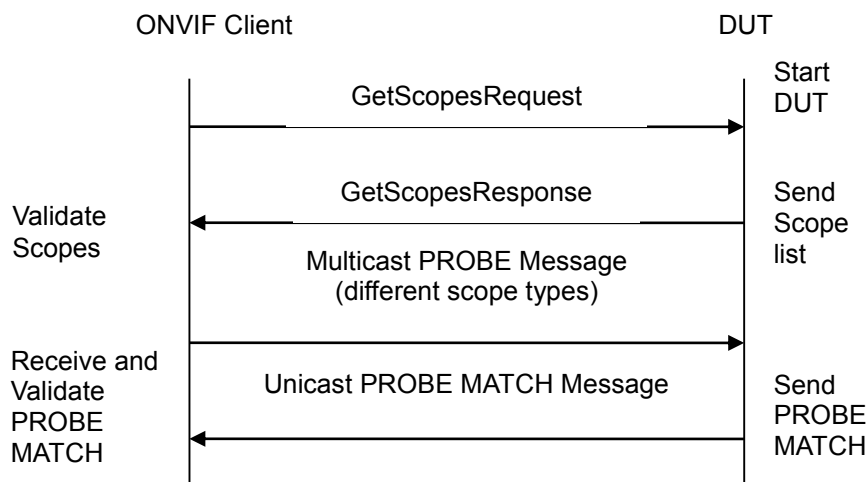 ONVIF Client
DUT
Start
DUT
GetScopesRequest
GetScopesResponse
Send
Scope
list
Validate
Scopes
Multicast PROBE Message
(different scope types)
Receive and
Validate
PROBE
MATCH
Unicast PROBE MATCH Message
Send
PROBE
MATCH